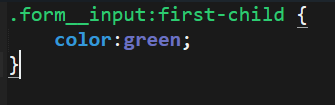 .form__input:first-child {
color:green;
}